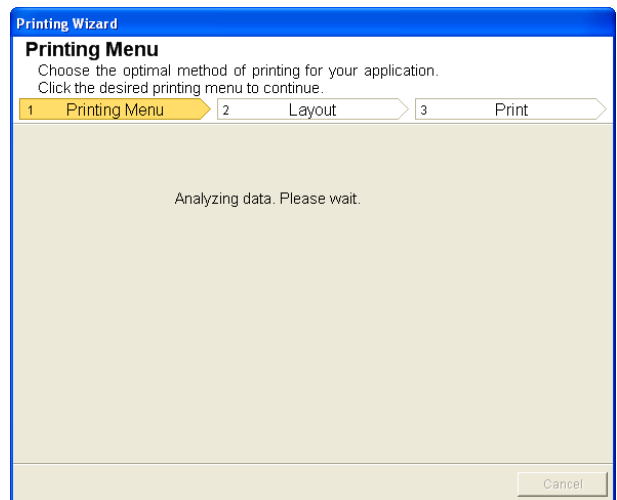 Printing Wizard
Printing Menu
Choose the optimal method of printing for your application.
Click the desired printing menu to continue.
1 Printing Menu 2 Layout 3 Print
Analyzing data. Please wait.
Cancel